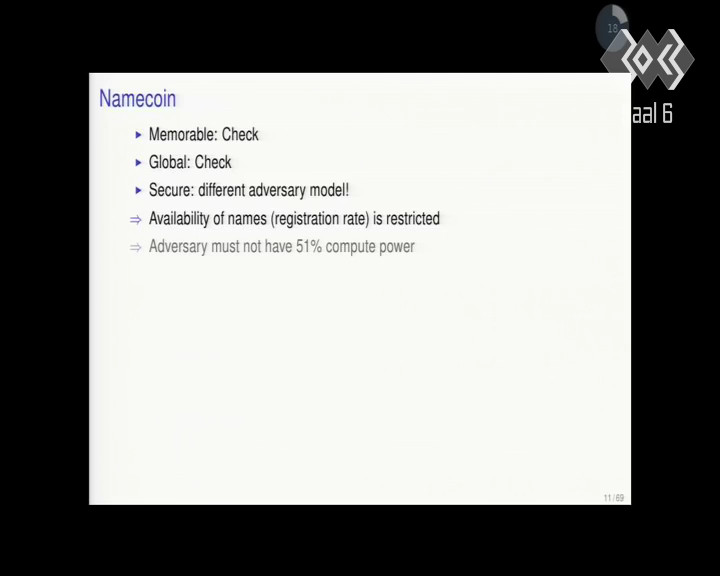 18
aal 6
Namecoin
▸ Memorable: Check
▸ Global: Check
▸ Secure: different adversary model!
⇒ Availability of names (registration rate) is restricted
⇒ Adversary must not have 51% compute power
11 / 69